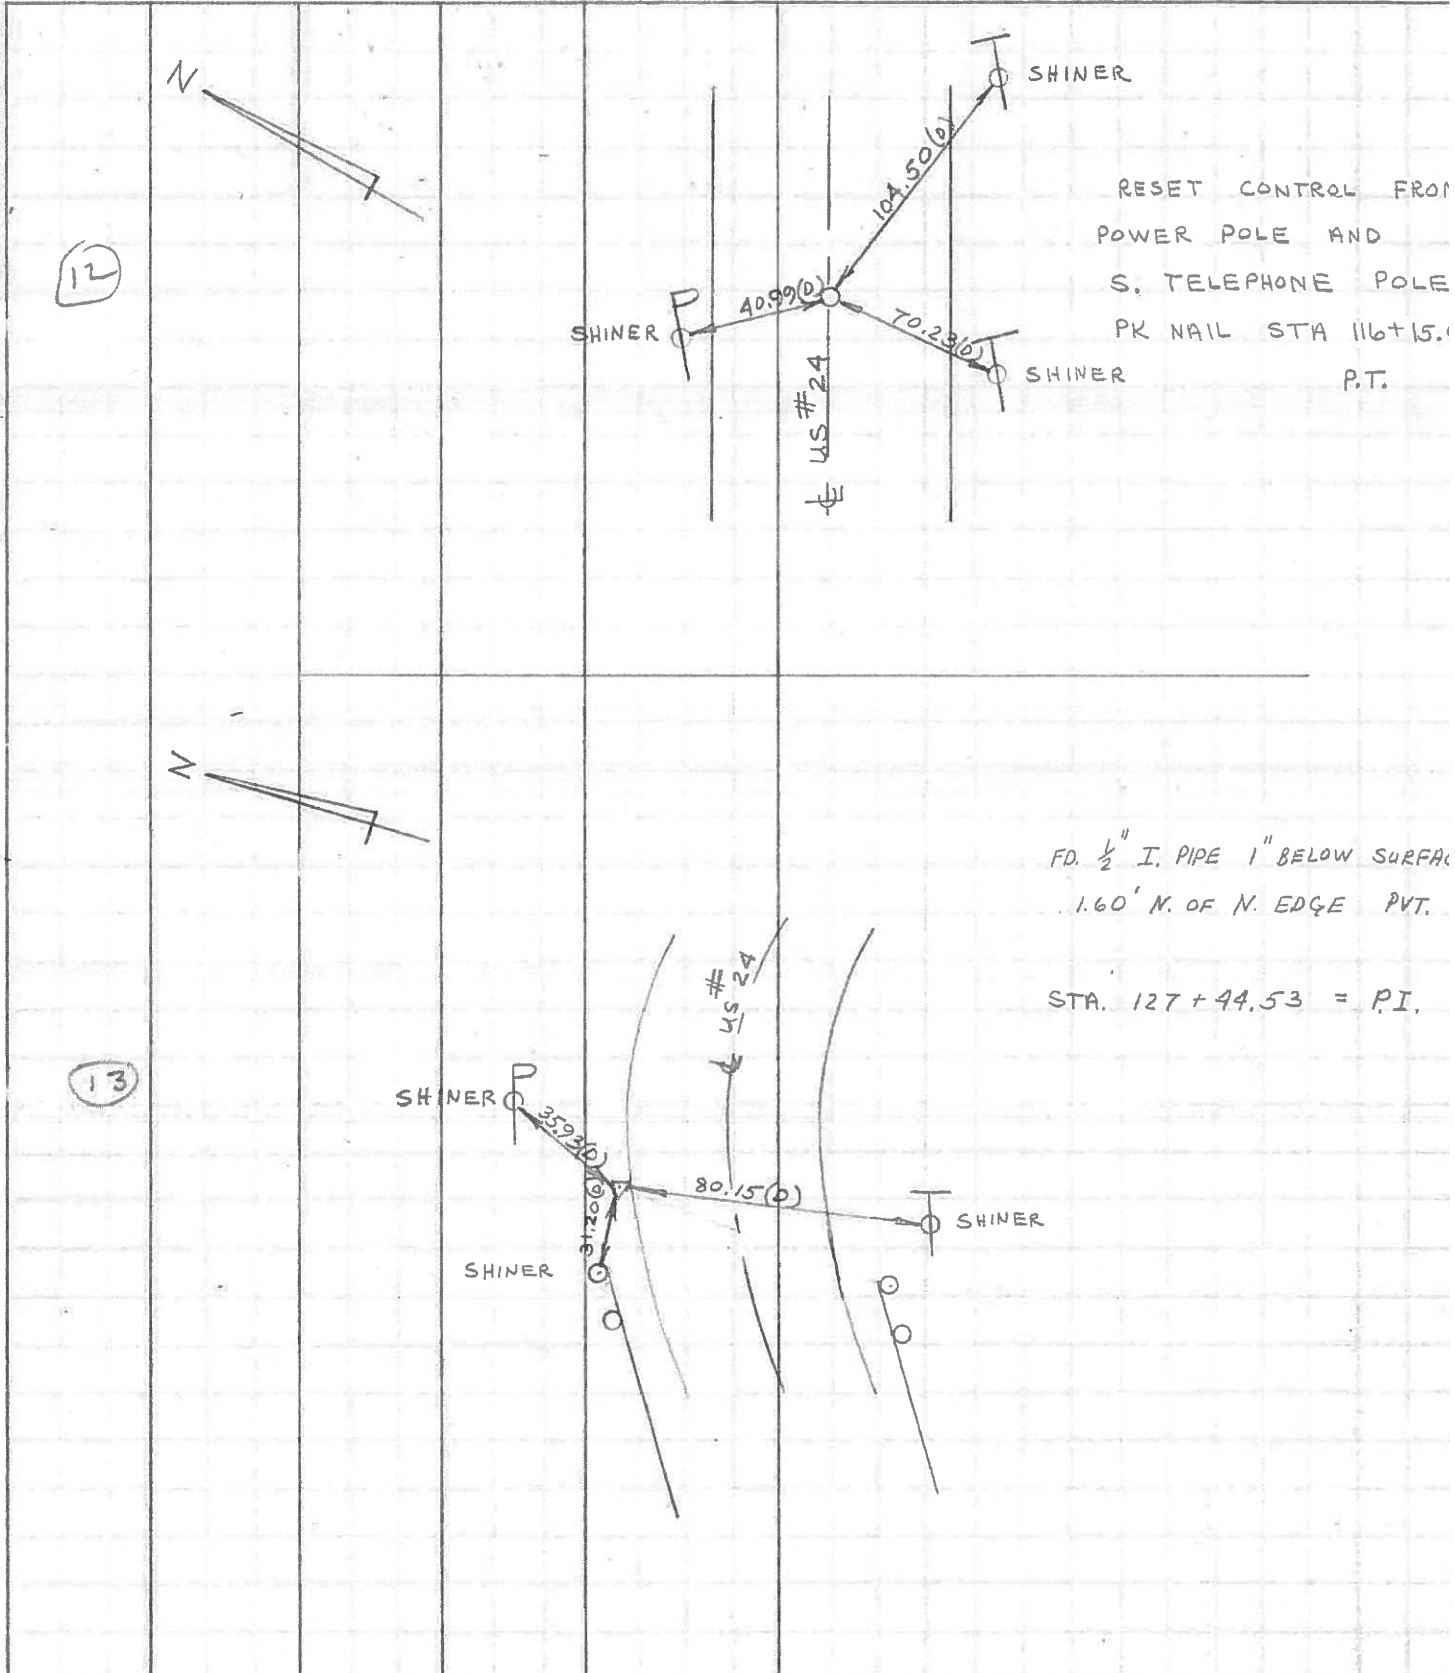 N
SHINER
104.50(D)
RESET CONTROL FROM
POWER POLE AND
12
S. TELEPHONE POLE
P
40.99(D)
SHINER
70.23(D)
PK NAIL STA 116+15.
T
SHINER
P.T.
℄ US #24
N
FD. 1/2" I. PIPE 1" BELOW SURFAC
1.60' N. OF N. EDGE PVT.
℄ US #24
STA. 127 + 44.53 = P.I.
13
P
SHINER
35.93(D)
31.20(D)
80.15(D)
T
SHINER
SHINER